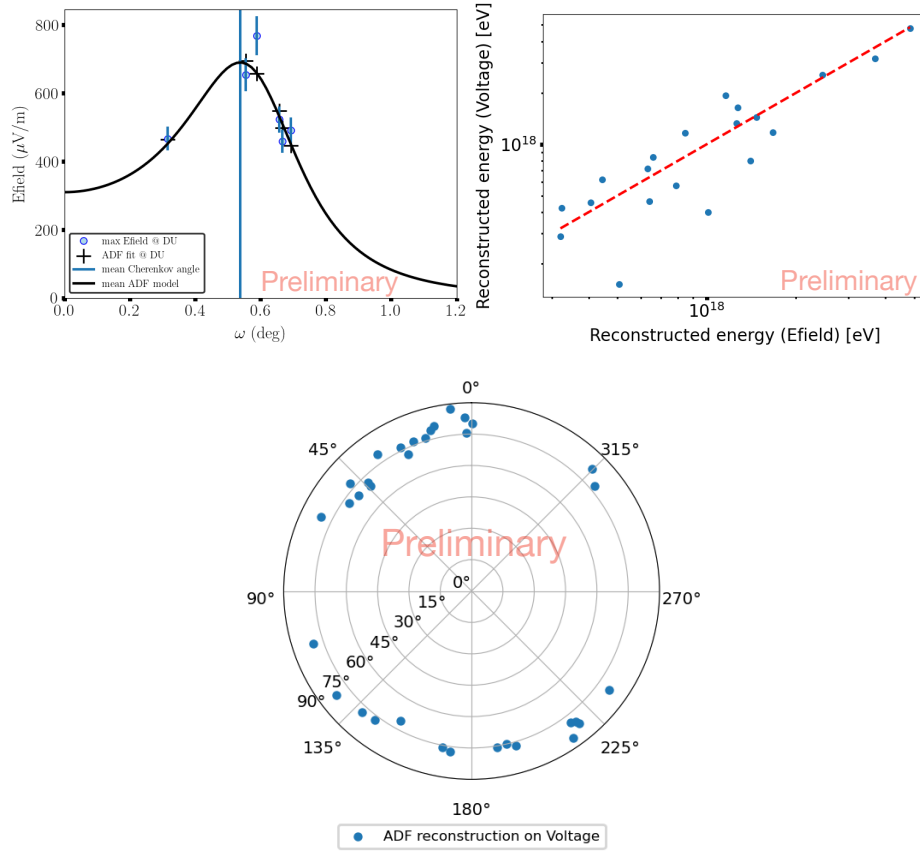 800
600
400
200
0
Efield (μV/m)
max Efield @ DU
ADF fit @ DU
mean Cherenkov angle
mean ADF model
Preliminary
0.0 0.2 0.4 0.6 0.8 1.0 1.2
ω (deg)
Reconstructed energy (Voltage) [eV]
10¹⁸
Preliminary
10¹⁸
Reconstructed energy (Efield) [eV]
0°
45° 315°
Preliminary
0°
90° 15° 270°
30°
45°
60°
75°
90°
135° 225°
180°
ADF reconstruction on Voltage